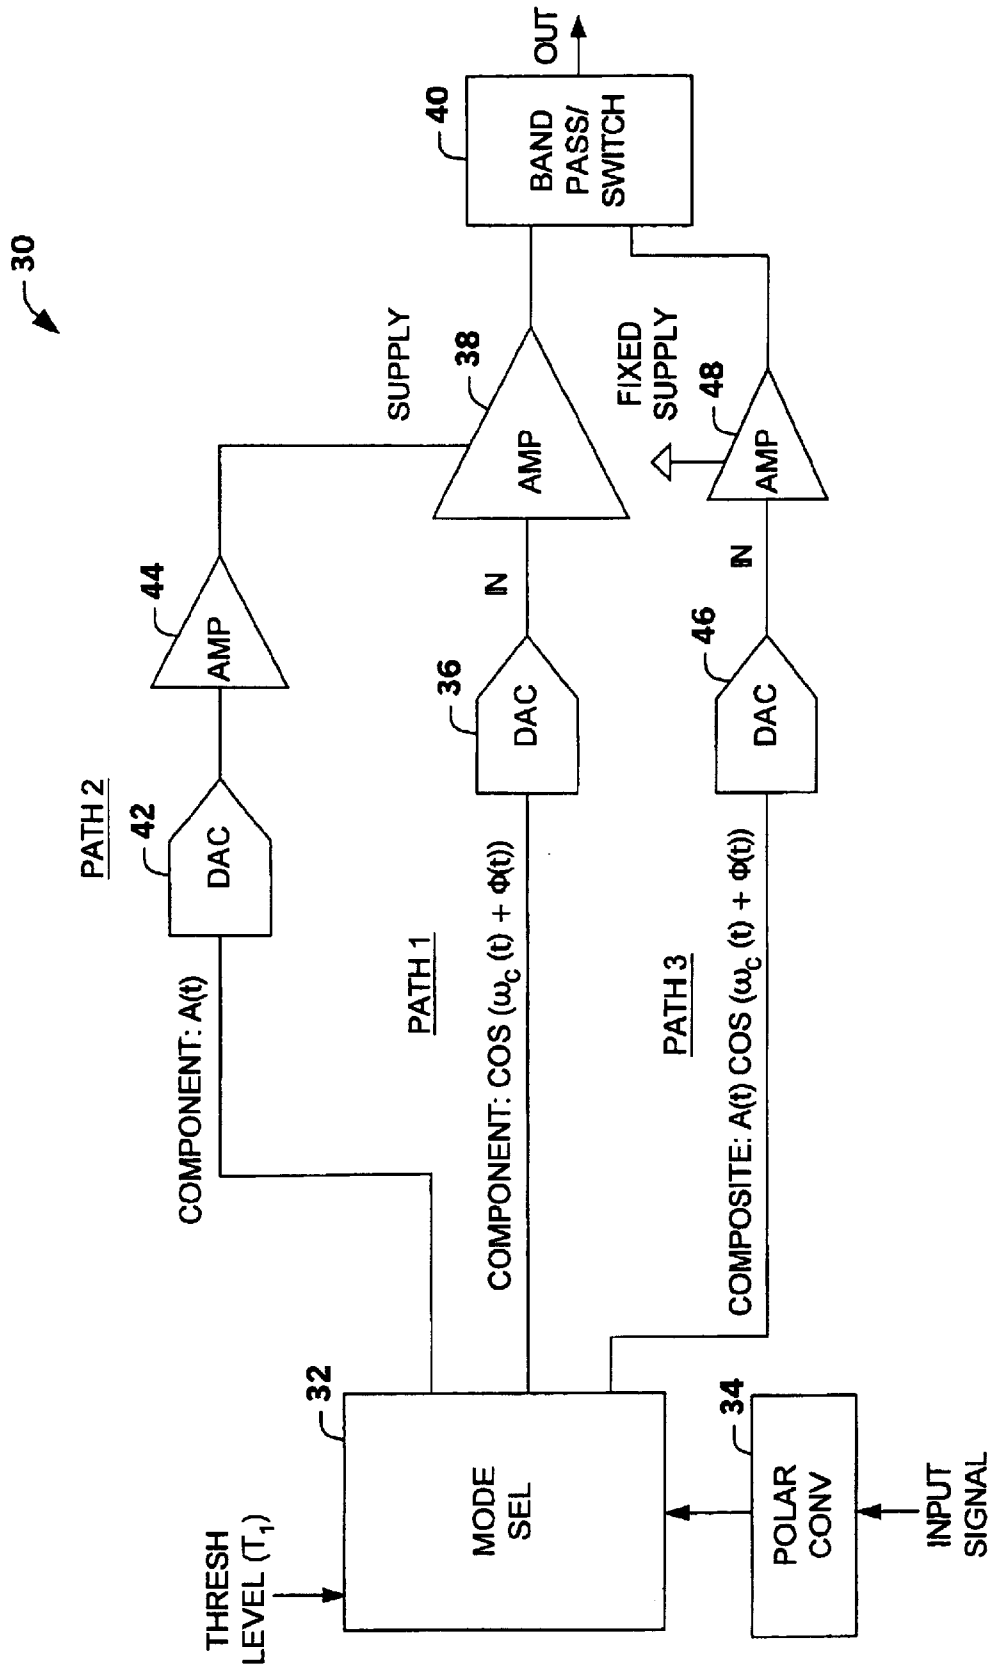 30
THRESH
LEVEL (T1)
32
MODE
SEL
34
POLAR
CONV
INPUT
SIGNAL
PATH 2
COMPONENT: A(t)
42
DAC
44
AMP
SUPPLY
PATH 1
COMPONENT: COS (ωC (t) + Φ(t))
36
DAC
IN
38
AMP
PATH 3
COMPOSITE: A(t) COS (ωC (t) + Φ(t))
46
DAC
IN
FIXED
SUPPLY
48
AMP
40
BAND
PASS/
SWITCH
OUT